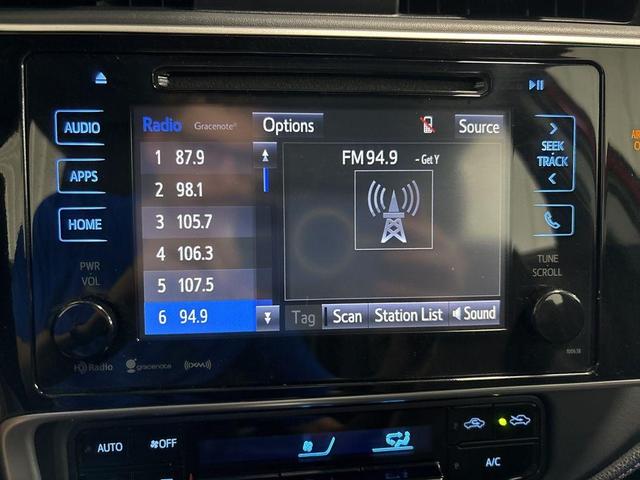 AUDIO
APPS
HOME
PWR
VOL
Radio Gracenote® Options Source
1 87.9
2 98.1
3 105.7
4 106.3
5 107.5
6 94.9
FM 94.9 - Get Y
Tag Scan Station List Sound
SEEK
TRACK
TUNE
SCROLL
HD Radio gracenote ((XM))
100638
AUTO OFF
A/C